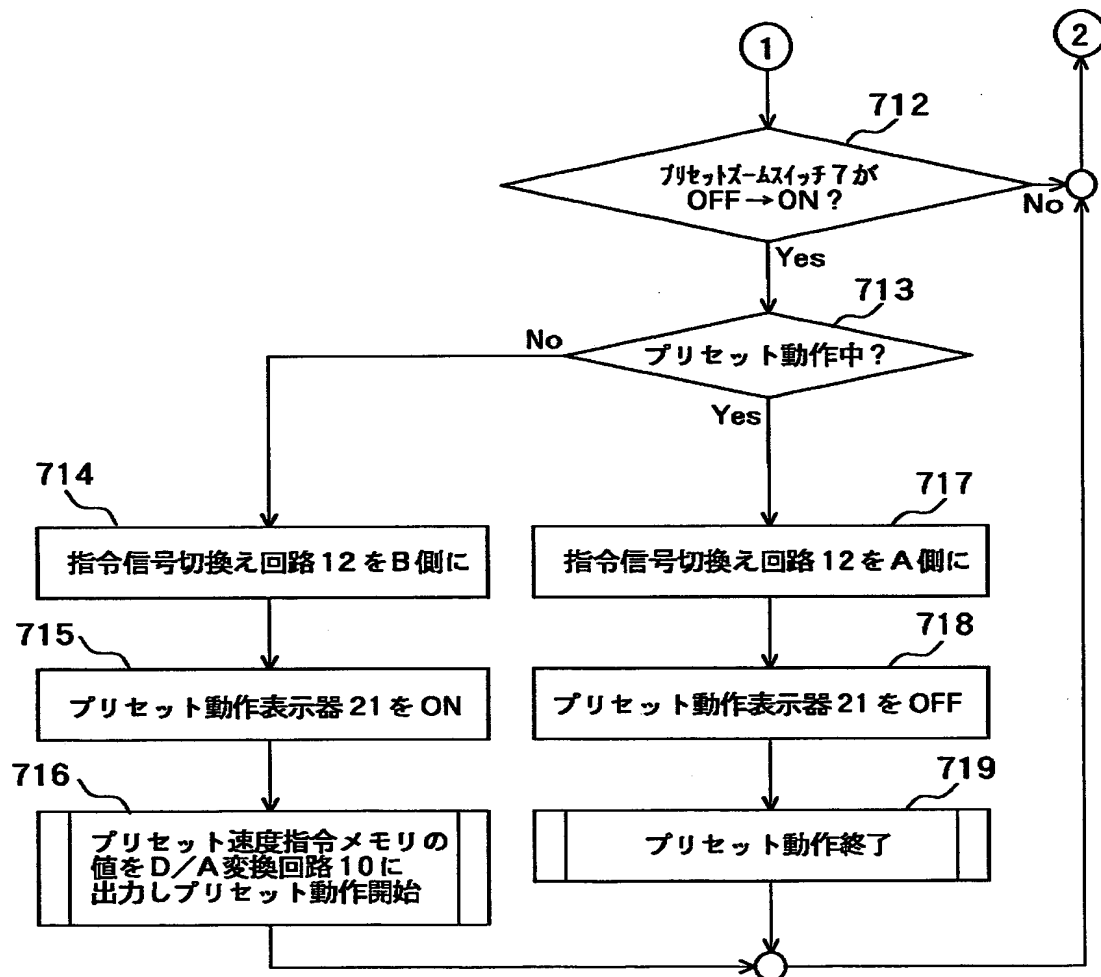 1
2
712
プリセットズームスイッチ7が
OFF→ON?
No
Yes
713
プリセット動作中?
No
Yes
714
指令信号切換え回路12をB側に
717
指令信号切換え回路12をA側に
715
プリセット動作表示器21をON
718
プリセット動作表示器21をOFF
716
プリセット速度指令メモリの
値をD/A変換回路10に
出力しプリセット動作開始
719
プリセット動作終了